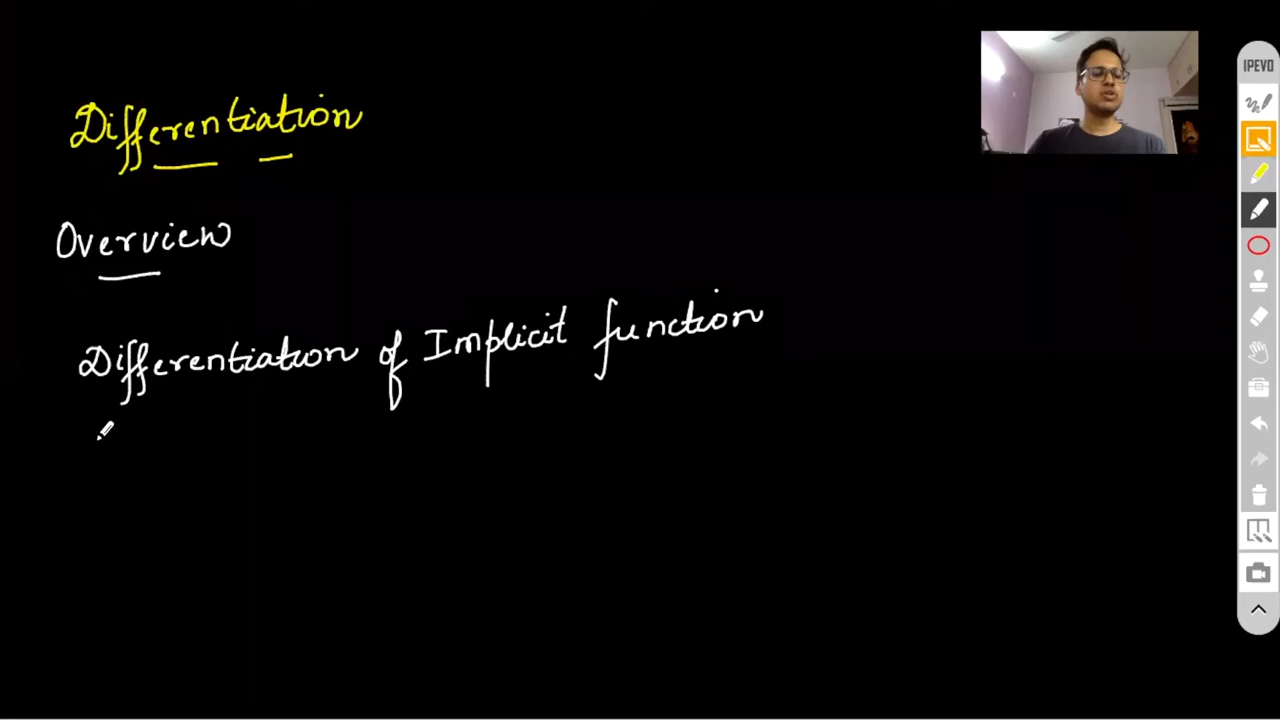 Differentiation
IPEVO
Overview
Differentiation of Implicit function